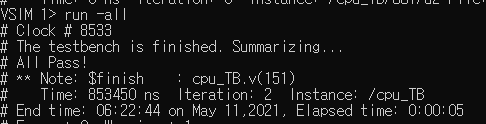 VSIM 1> run -all
# Clock # 8533
# The testbench is finished. Summarizing...
# All Pass!
# ** Note: $finish    : cpu_TB.v(151)
#    Time: 853450 ns  Iteration: 2  Instance: /cpu_TB
# End time: 06:22:44 on May 11,2021, Elapsed time: 0:00:05